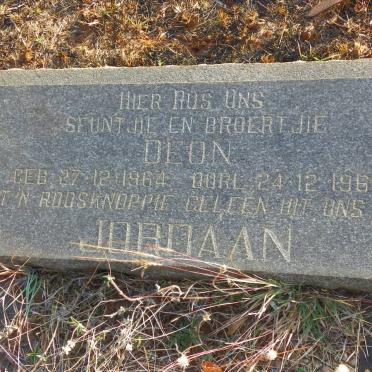 HIER RUS ONS
SEUNTJIE EN BROERTJIE
DEON
GEB 27-12-1964 OORL 24-12-196
'N ROOSKNOPPIE GELEEN UIT ONS
JORDAAN